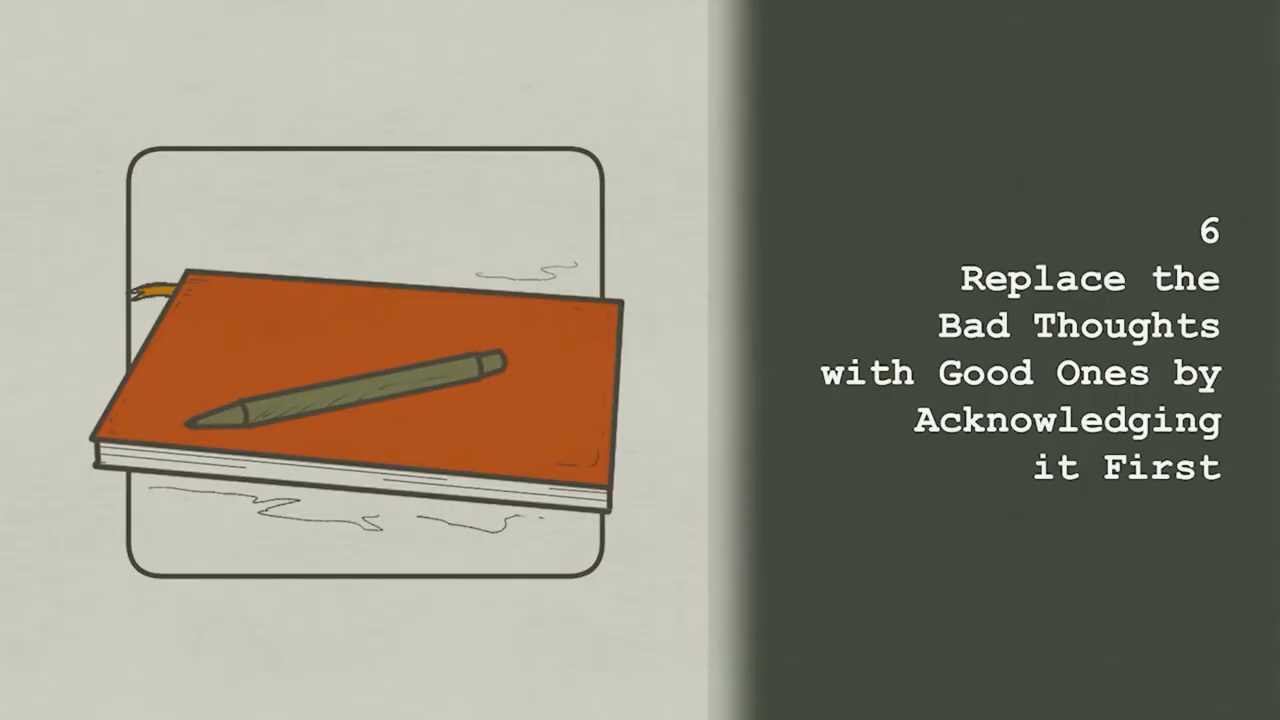 6
Replace the
Bad Thoughts
with Good Ones by
Acknowledging
it First